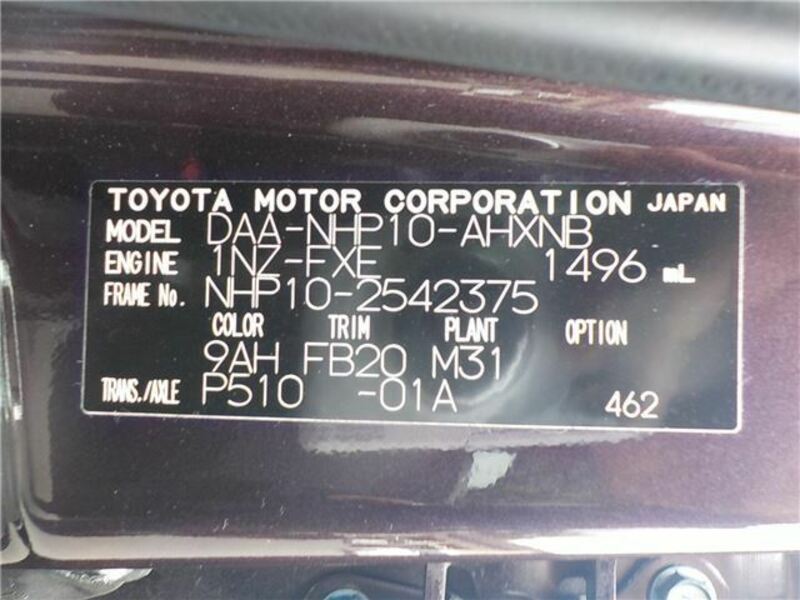 TOYOTA MOTOR CORPORATION JAPAN
MODEL DAA-NHP10-AHXNB
ENGINE 1NZ-FXE 1496 mL
FRAME No. NHP10-2542375
COLOR TRIM PLANT OPTION
9AH FB20 M31
TRANS./AXLE P510 -01A 462